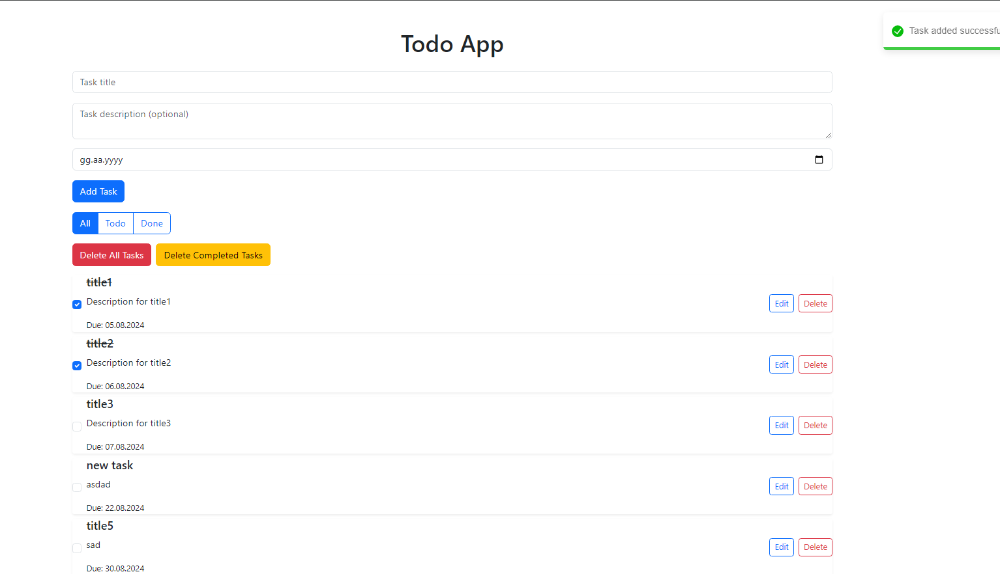 Todo App
Task added successfu
Task title
Task description (optional)
gg.aa.yyyy
Add Task
All Todo Done
Delete All Tasks Delete Completed Tasks
title1
Description for title1
Due: 05.08.2024
Edit Delete
title2
Description for title2
Due: 06.08.2024
Edit Delete
title3
Description for title3
Due: 07.08.2024
Edit Delete
new task
asdad
Due: 22.08.2024
Edit Delete
title5
sad
Due: 30.08.2024
Edit Delete